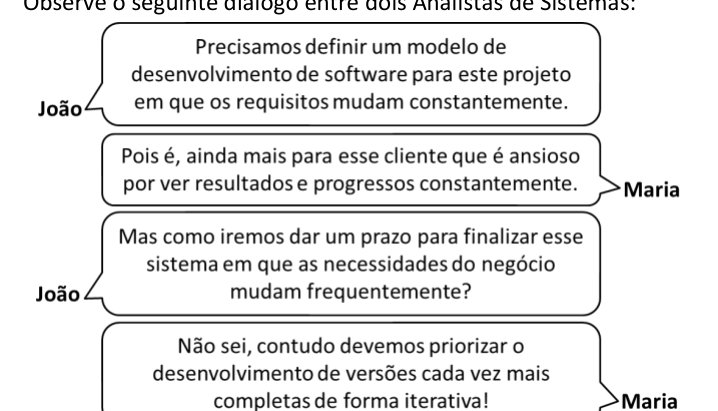 Observe o seguinte diálogo entre dois Analistas de Sistemas:
Precisamos definir um modelo de
desenvolvimento de software para este projeto
em que os requisitos mudam constantemente.
João
Pois é, ainda mais para esse cliente que é ansioso
por ver resultados e progressos constantemente.
Maria
Mas como iremos dar um prazo para finalizar esse
sistema em que as necessidades do negócio
mudam frequentemente?
João
Não sei, contudo devemos priorizar o
desenvolvimento de versões cada vez mais
completas de forma iterativa!
Maria